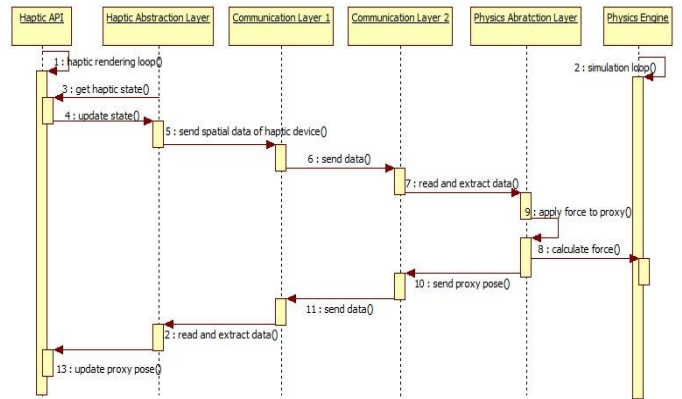 Haptic API
Haptic Abstraction Layer
Communication Layer 1
Communication Layer 2
Physics Abratction Layer
Physics Engine
1 : haptic rendering loop()
2 : simulation loop()
3 : get haptic state()
4 : update state()
5 : send spatial data of haptic device()
6 : send data()
7 : read and extract data()
9 : apply force to proxy()
8 : calculate force()
10 : send proxy pose()
11 : send data()
2 : read and extract data()
13 : update proxy pose()